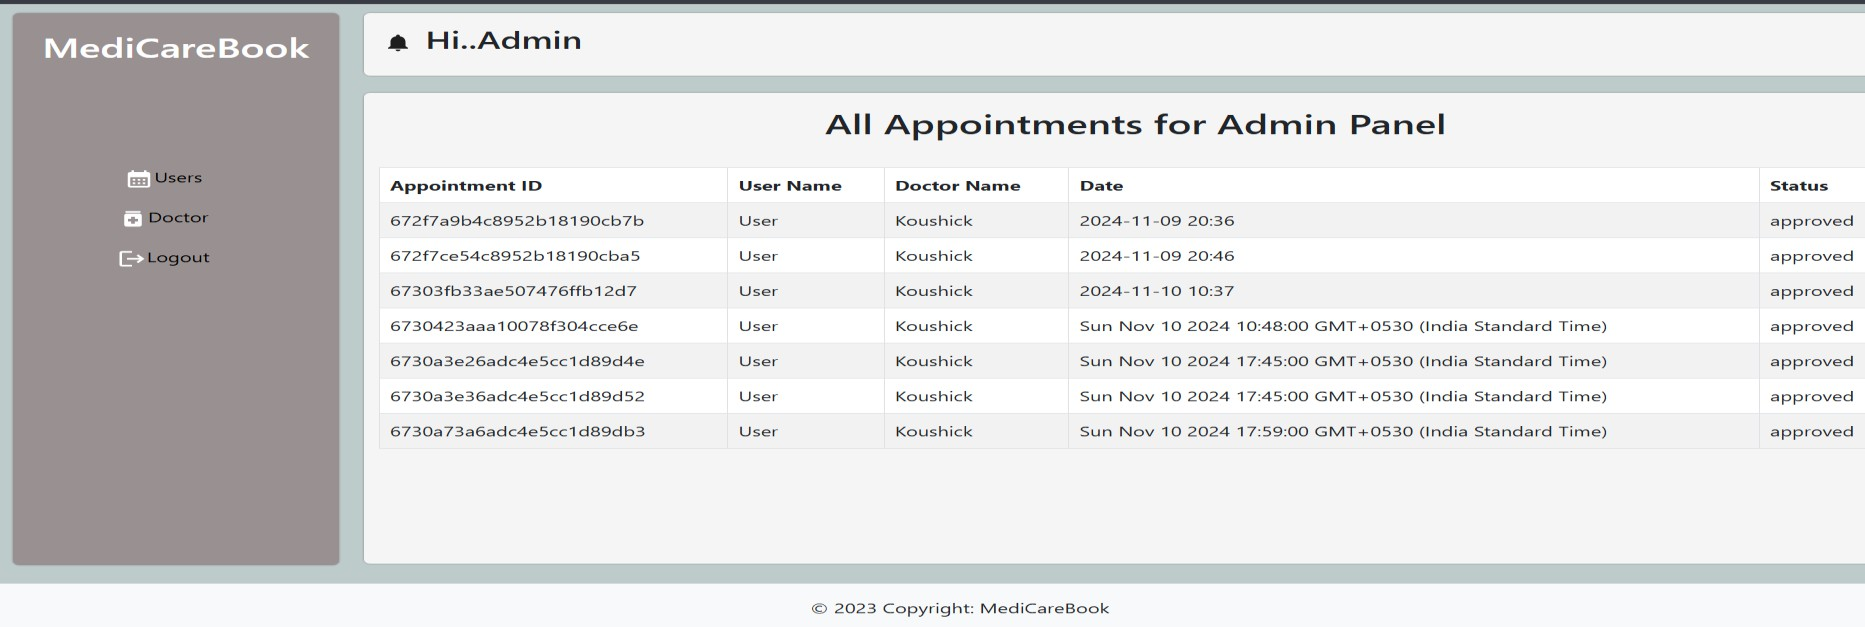 MediCareBook
Hi..Admin
Users
Doctor
Logout
All Appointments for Admin Panel
Appointment ID User Name Doctor Name Date Status
672f7a9b4c8952b18190cb7b User Koushick 2024-11-09 20:36 approved
672f7ce54c8952b18190cba5 User Koushick 2024-11-09 20:46 approved
67303fb33ae507476ffb12d7 User Koushick 2024-11-10 10:37 approved
6730423aaa10078f304cce6e User Koushick Sun Nov 10 2024 10:48:00 GMT+0530 (India Standard Time) approved
6730a3e26adc4e5cc1d89d4e User Koushick Sun Nov 10 2024 17:45:00 GMT+0530 (India Standard Time) approved
6730a3e36adc4e5cc1d89d52 User Koushick Sun Nov 10 2024 17:45:00 GMT+0530 (India Standard Time) approved
6730a73a6adc4e5cc1d89db3 User Koushick Sun Nov 10 2024 17:59:00 GMT+0530 (India Standard Time) approved
© 2023 Copyright: MediCareBook